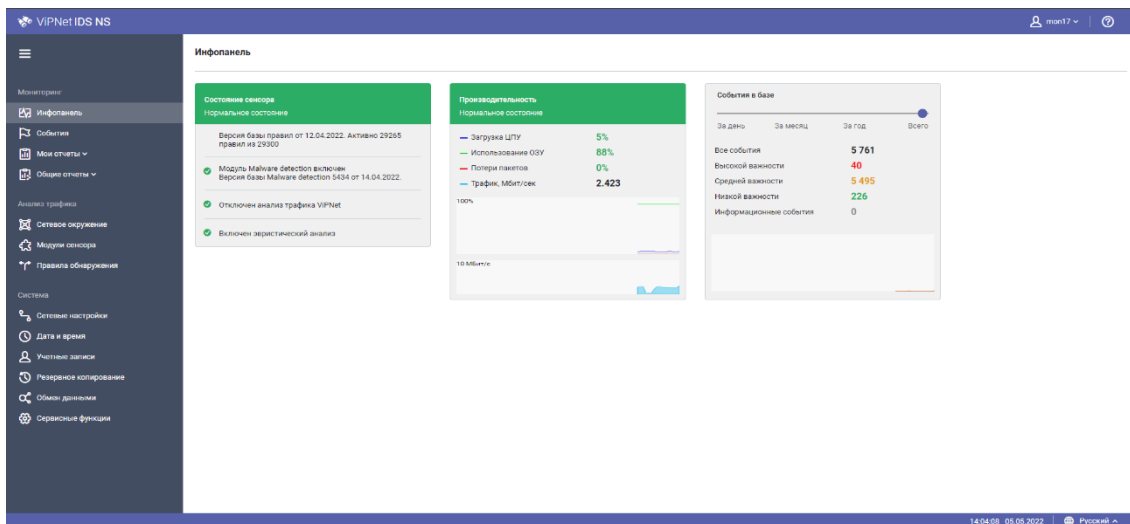 ViPNet IDS NS
mon17
Мониторинг
Инфопанель
События
Мои отчеты
Общие отчеты
Анализ трафика
Сетевое окружение
Модули сенсора
Правила обнаружения
Система
Сетевые настройки
Дата и время
Учетные записи
Резервное копирование
Обмен данными
Сервисные функции
Инфопанель
Состояние сенсора
Нормальное состояние
Версия базы правил от 12.04.2022. Активно 29265
правил из 29300
Модуль Malware detection включен
Версия базы Malware detection 5434 от 14.04.2022.
Отключен анализ трафика ViPNet
Включен эвристический анализ
Производительность
Нормальное состояние
Загрузка ЦПУ 5%
Использование ОЗУ 88%
Потери пакетов 0%
Трафик, Мбит/сек 2.423
100%
10 Мбит/с
События в базе
За день За месяц За год Всего
Все события 5 761
Высокой важности 40
Средней важности 5 495
Низкой важности 226
Информационные события 0
14:04:08 05.05.2022 Русский